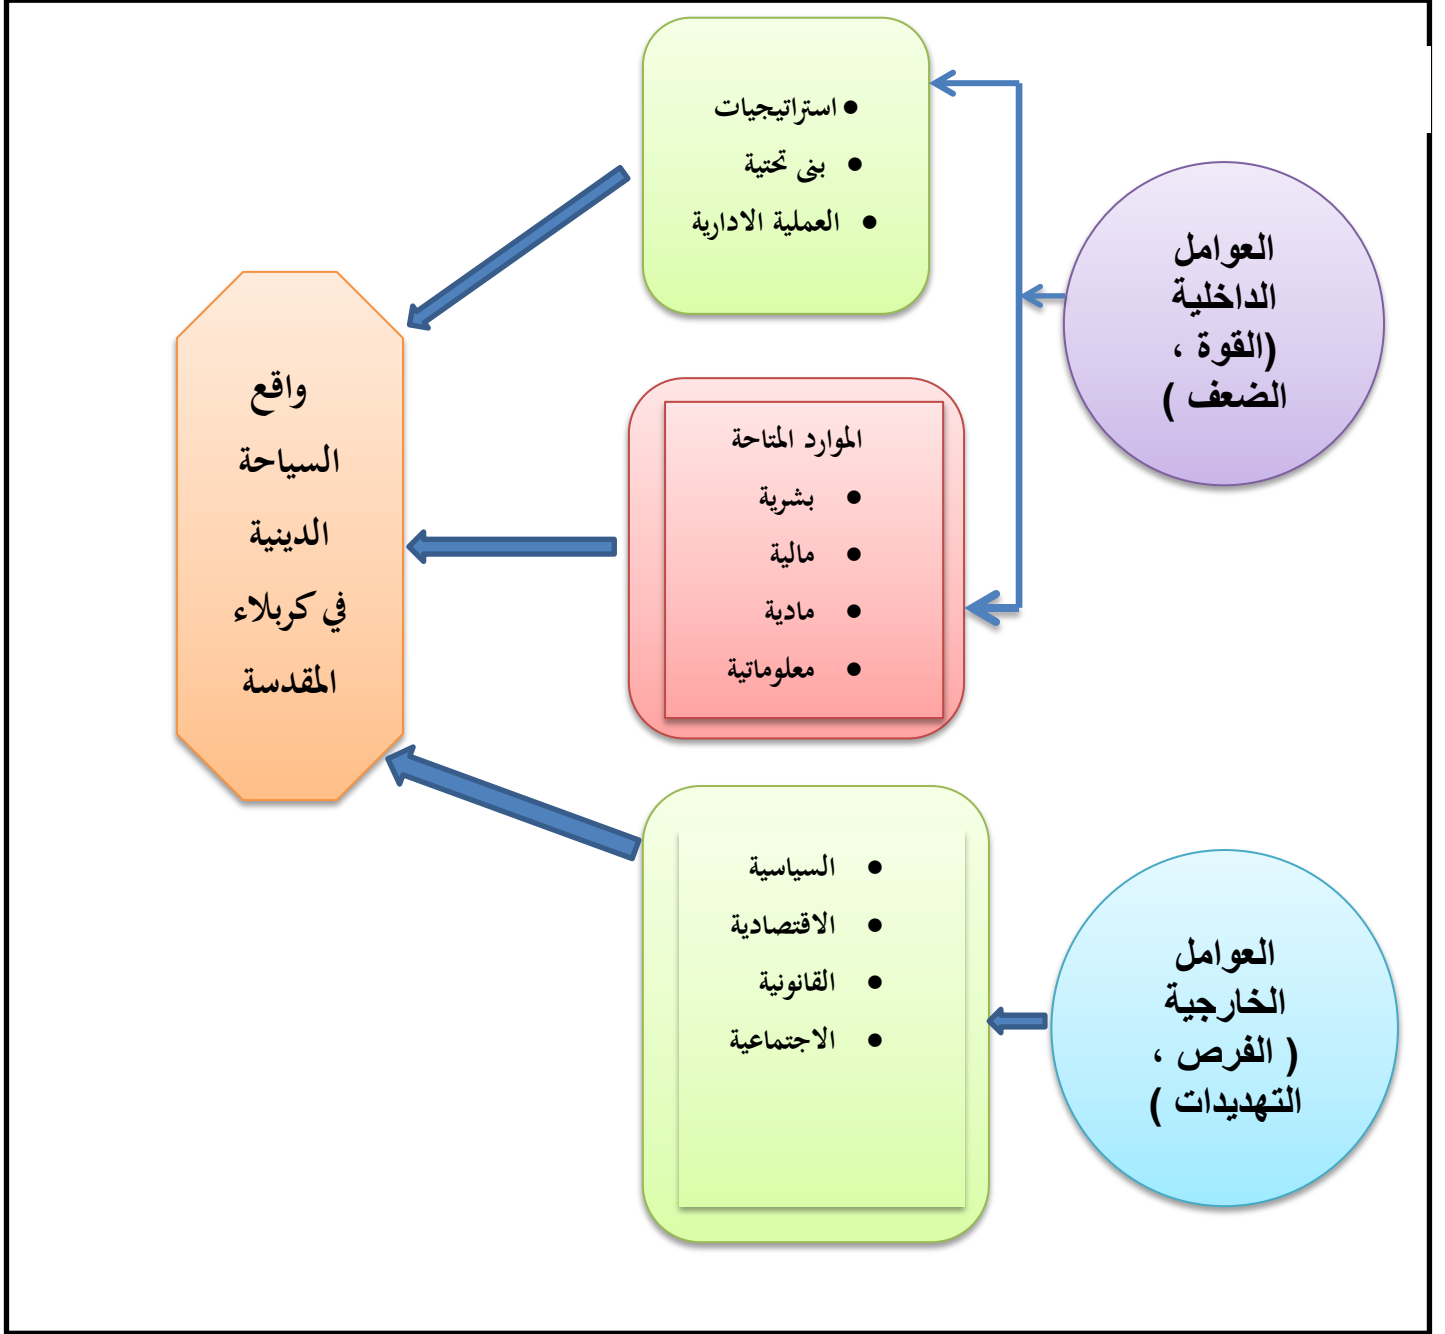 • استراتيجيات
• بنى تحتية
• العملية الادارية
العوامل
الداخلية
(القوة ،
الضعف )
واقع
السياحة
الدينية
في كربلاء
المقدسة
الموارد المتاحة
• بشرية
• مالية
• مادية
• معلوماتية
• السياسية
• الاقتصادية
• القانونية
• الاجتماعية
العوامل
الخارجية
( الفرص ،
التهديدات )